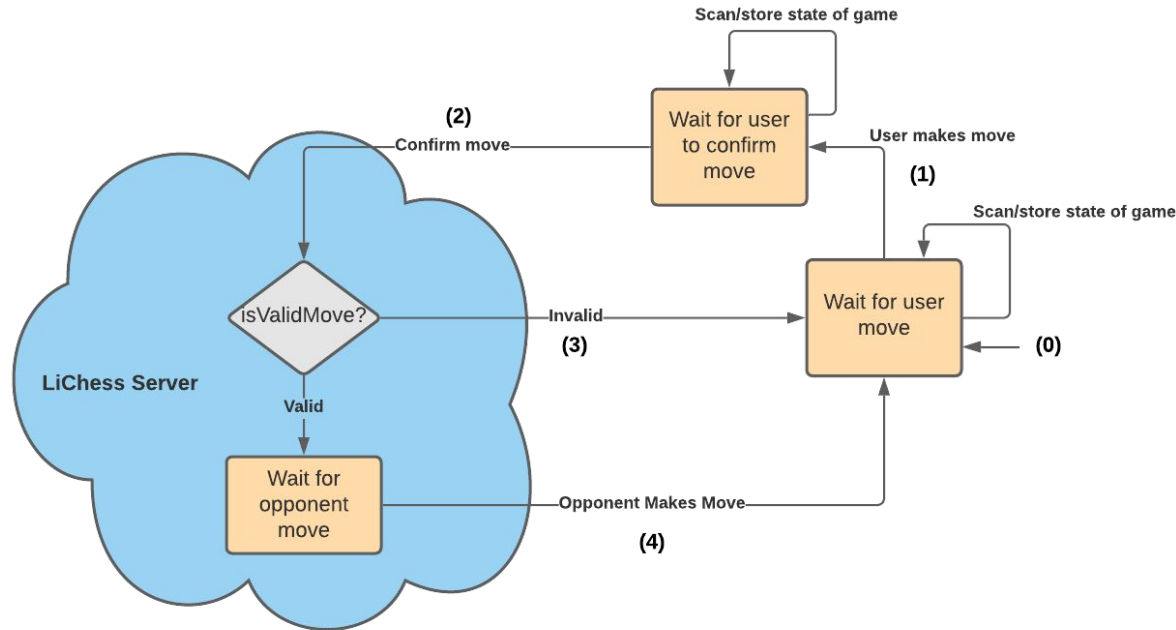 Scan/store state of game
Wait for user
to confirm
move
(2)
Confirm move
User makes move
(1)
Scan/store state of game
Wait for user
move
(0)
isValidMove?
Invalid
(3)
LiChess Server
Valid
Wait for
opponent
move
Opponent Makes Move
(4)